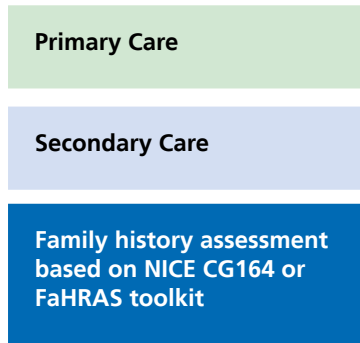 Primary Care
Secondary Care
Family history assessment
based on NICE CG164 or
FaHRAS toolkit